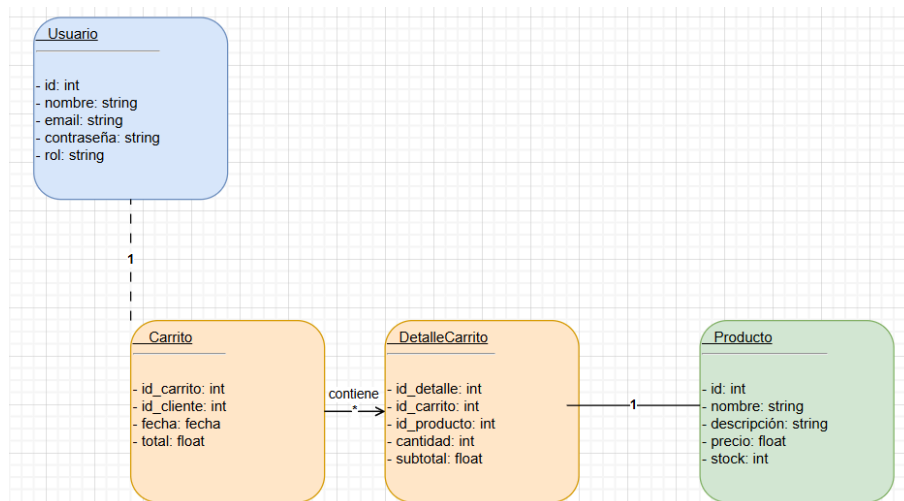 Usuario
- id: int
- nombre: string
- email: string
- contraseña: string
- rol: string
1
Carrito
- id_carrito: int
- id_cliente: int
- fecha: fecha
- total: float
contiene
*
DetalleCarrito
- id_detalle: int
- id_carrito: int
- id_producto: int
- cantidad: int
- subtotal: float
1
Producto
- id: int
- nombre: string
- descripción: string
- precio: float
- stock: int